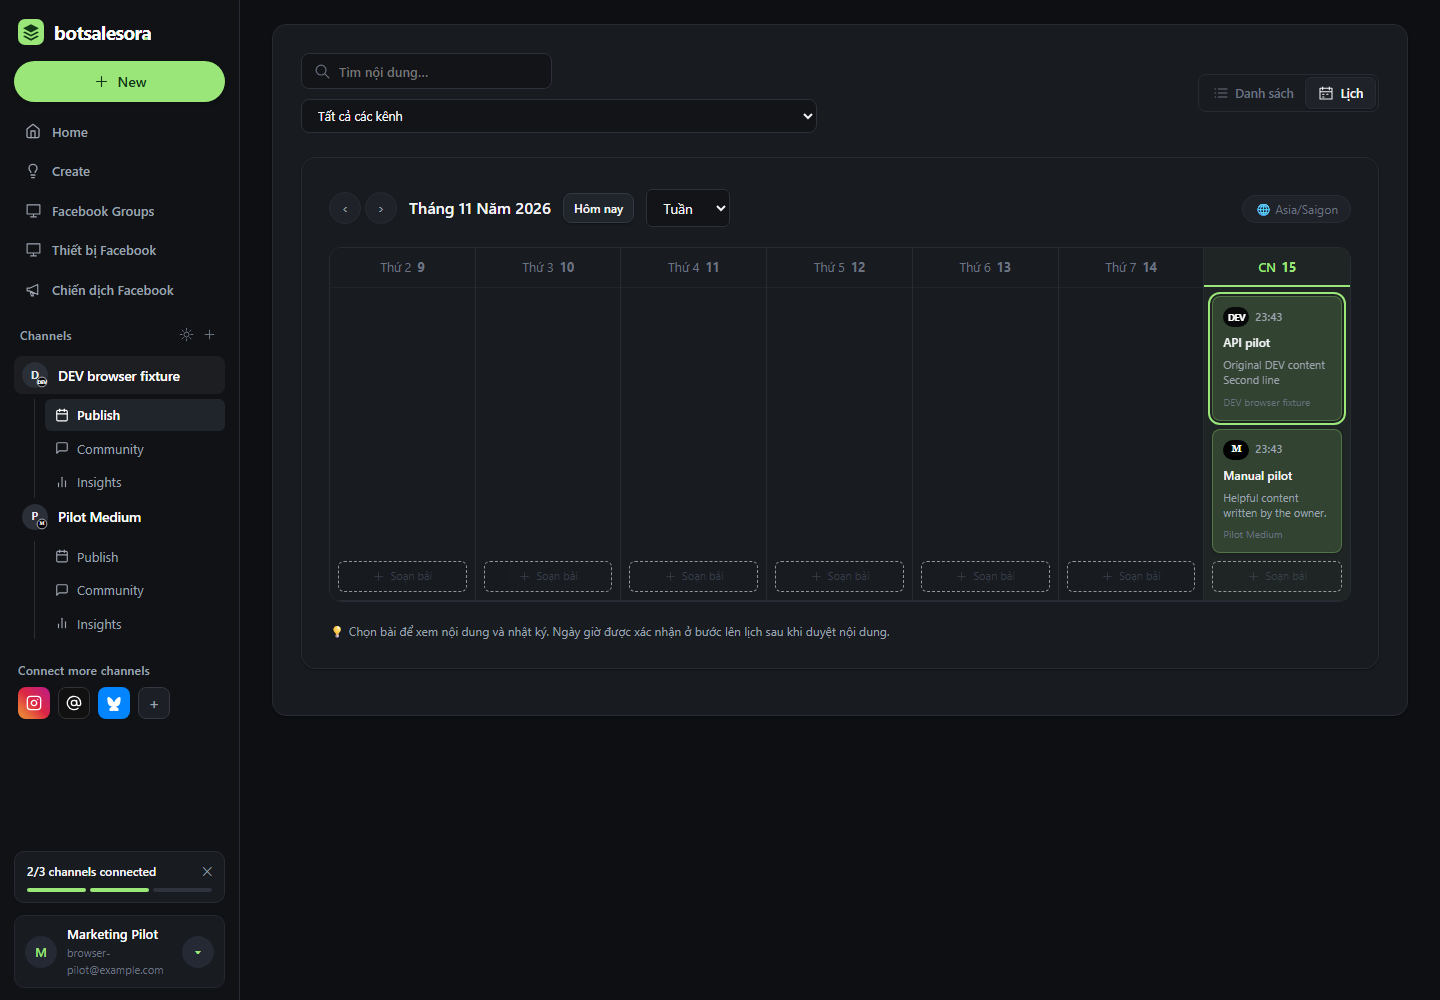 botsalesora
+ New
Home
Create
Facebook Groups
Thiết bị Facebook
Chiến dịch Facebook
Channels
D DEV
DEV browser fixture
Publish
Community
Insights
P M
Pilot Medium
Publish
Community
Insights
Connect more channels
+
2/3 channels connected
M
Marketing Pilot
browser-
pilot@example.com
Tìm nội dung...
Tất cả các kênh
Danh sách
Lịch
‹ › Tháng 11 Năm 2026 Hôm nay Tuần
Asia/Saigon
Thứ 2 9
Thứ 3 10
Thứ 4 11
Thứ 5 12
Thứ 6 13
Thứ 7 14
CN 15
DEV 23:43
API pilot
Original DEV content
Second line
DEV browser fixture
M 23:43
Manual pilot
Helpful content
written by the owner.
Pilot Medium
+ Soạn bài
+ Soạn bài
+ Soạn bài
+ Soạn bài
+ Soạn bài
+ Soạn bài
+ Soạn bài
Chọn bài để xem nội dung và nhật ký. Ngày giờ được xác nhận ở bước lên lịch sau khi duyệt nội dung.